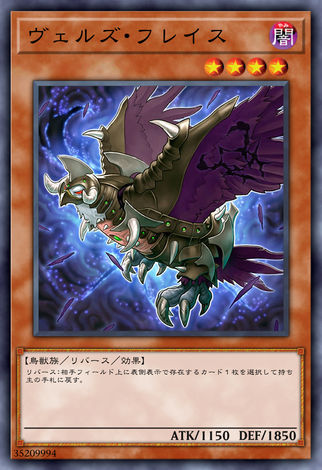 ヴェルズ・フレイス
闇
やみ
【鳥獣族／リバース／効果】
リバース：相手フィールド上に表側表示で存在するカード１枚を選択して持ち
主の手札に戻す。
ATK/1150 DEF/1850
35209994